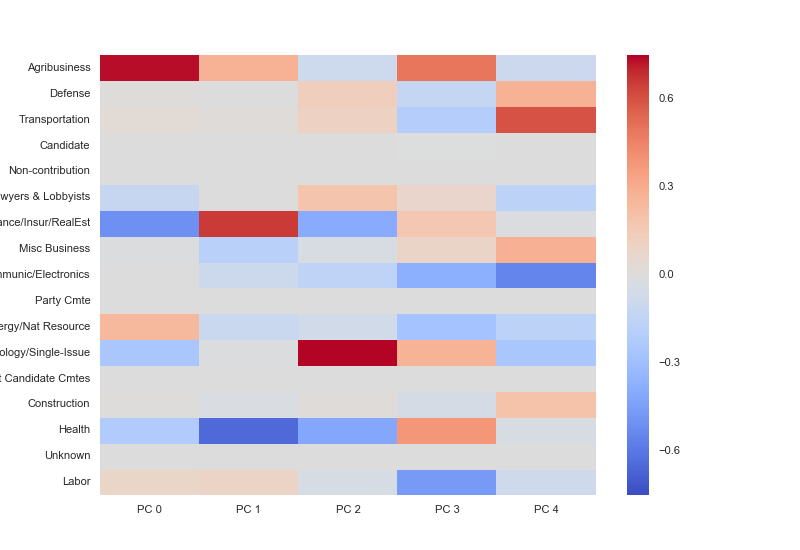 Agribusiness
Defense
Transportation
Candidate
Non-contribution
wyers & Lobbyists
ance/Insur/RealEst
Misc Business
mmunic/Electronics
Party Cmte
ergy/Nat Resource
ology/Single-Issue
t Candidate Cmtes
Construction
Health
Unknown
Labor
PC 0 PC 1 PC 2 PC 3 PC 4
0.6
0.3
0.0
−0.3
−0.6